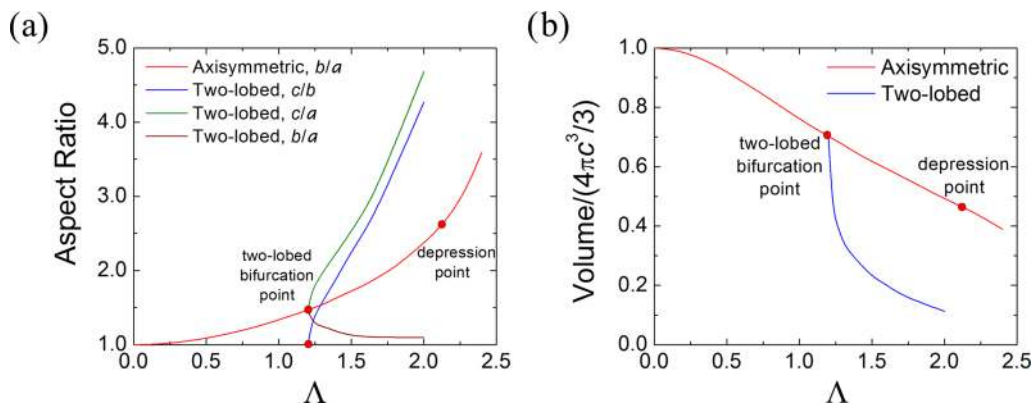 (a)
Aspect Ratio
5.0
4.0
3.0
2.0
1.0
Axisymmetric, b/a
Two-lobed, c/b
Two-lobed, c/a
Two-lobed, b/a
two-lobed
bifurcation
point
depression
point
0.0 0.5 1.0 1.5 2.0 2.5
Λ
(b)
Volume/(4πc³/3)
1.0
0.8
0.6
0.4
0.2
0.0
Axisymmetric
Two-lobed
two-lobed
bifurcation
point
depression
point
0.0 0.5 1.0 1.5 2.0 2.5
Λ